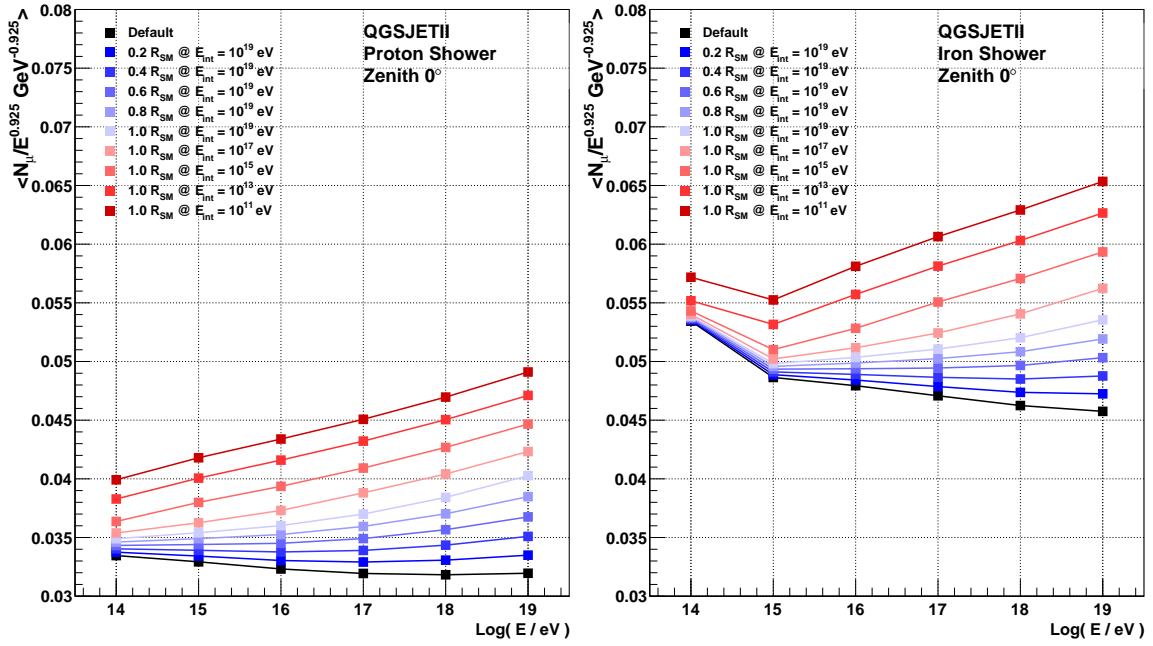 <N_μ/E^0.925 GeV^-0.925>
0.08
0.075
0.07
0.065
0.06
0.055
0.05
0.045
0.04
0.035
0.03
Default
0.2 R_SM @ E_int = 10^19 eV
0.4 R_SM @ E_int = 10^19 eV
0.6 R_SM @ E_int = 10^19 eV
0.8 R_SM @ E_int = 10^19 eV
1.0 R_SM @ E_int = 10^19 eV
1.0 R_SM @ E_int = 10^17 eV
1.0 R_SM @ E_int = 10^15 eV
1.0 R_SM @ E_int = 10^13 eV
1.0 R_SM @ E_int = 10^11 eV
QGSJETII
Proton Shower
Zenith 0°
14 15 16 17 18 19
Log( E / eV )
<N_μ/E^0.925 GeV^-0.925>
0.08
0.075
0.07
0.065
0.06
0.055
0.05
0.045
0.04
0.035
0.03
Default
0.2 R_SM @ E_int = 10^19 eV
0.4 R_SM @ E_int = 10^19 eV
0.6 R_SM @ E_int = 10^19 eV
0.8 R_SM @ E_int = 10^19 eV
1.0 R_SM @ E_int = 10^19 eV
1.0 R_SM @ E_int = 10^17 eV
1.0 R_SM @ E_int = 10^15 eV
1.0 R_SM @ E_int = 10^13 eV
1.0 R_SM @ E_int = 10^11 eV
QGSJETII
Iron Shower
Zenith 0°
14 15 16 17 18 19
Log( E / eV )